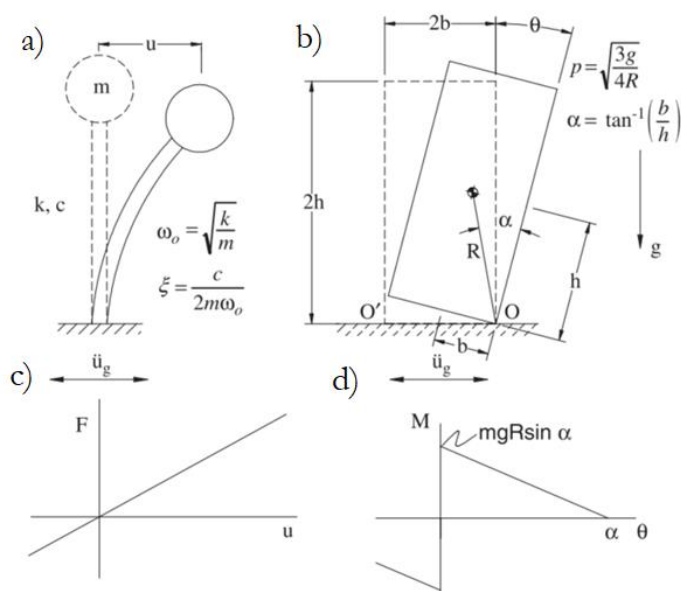 a)
u
m
k, c
ω_o = √(k/m)
ξ = c/(2mω_o)
ü_g
b)
2b
θ
p = √(3g/4R)
α = tan⁻¹(b/h)
2h
α
R
g
h
O′
O
b
ü_g
c)
F
u
d)
M
mgRsin α
α θ